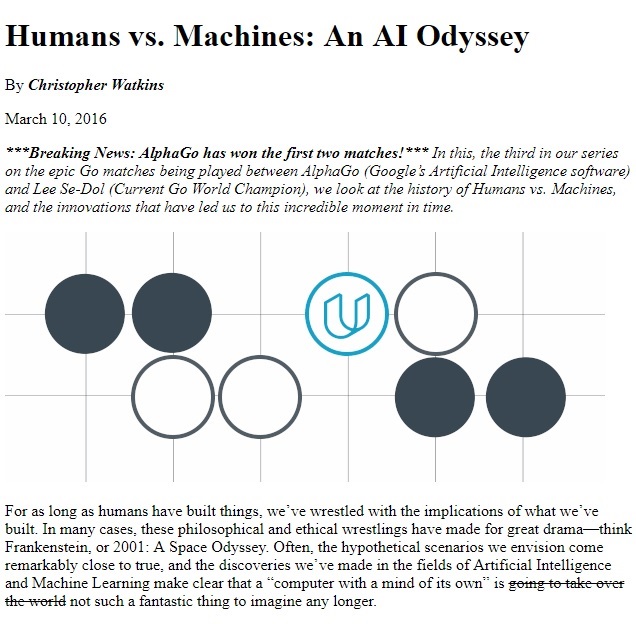 Humans vs. Machines: An AI Odyssey
By Christopher Watkins
March 10, 2016
***Breaking News: AlphaGo has won the first two matches!*** In this, the third in our series
on the epic Go matches being played between AlphaGo (Google's Artificial Intelligence software)
and Lee Se-Dol (Current Go World Champion), we look at the history of Humans vs. Machines,
and the innovations that have led us to this incredible moment in time.
For as long as humans have built things, we've wrestled with the implications of what we've
built. In many cases, these philosophical and ethical wrestlings have made for great drama—think
Frankenstein, or 2001: A Space Odyssey. Often, the hypothetical scenarios we envision come
remarkably close to true, and the discoveries we've made in the fields of Artificial Intelligence
and Machine Learning make clear that a “computer with a mind of its own” is going to take over
the world not such a fantastic thing to imagine any longer.